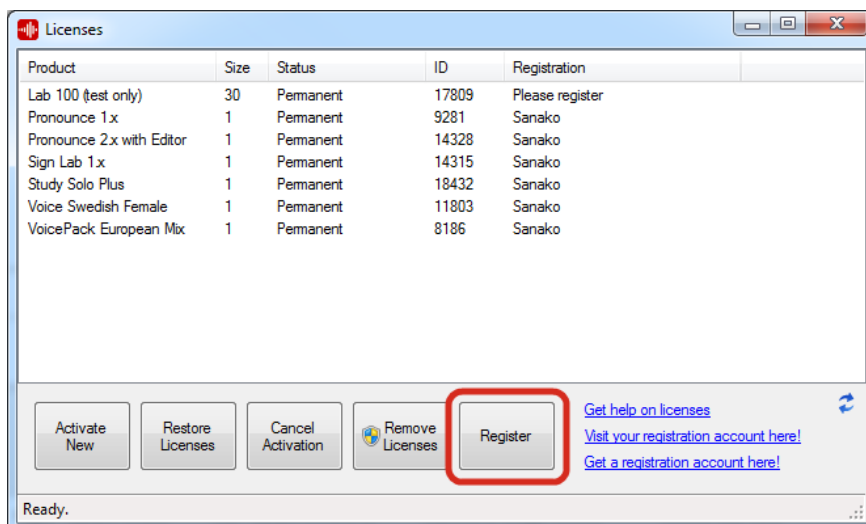 Licenses
Product Size Status ID Registration
Lab 100 (test only) 30 Permanent 17809 Please register
Pronounce 1.x 1 Permanent 9281 Sanako
Pronounce 2.x with Editor 1 Permanent 14328 Sanako
Sign Lab 1.x 1 Permanent 14315 Sanako
Study Solo Plus 1 Permanent 18432 Sanako
Voice Swedish Female 1 Permanent 11803 Sanako
VoicePack European Mix 1 Permanent 8186 Sanako
Activate
New
Restore
Licenses
Cancel
Activation
Remove
Licenses
Register
Get help on licenses
Visit your registration account here!
Get a registration account here!
Ready.